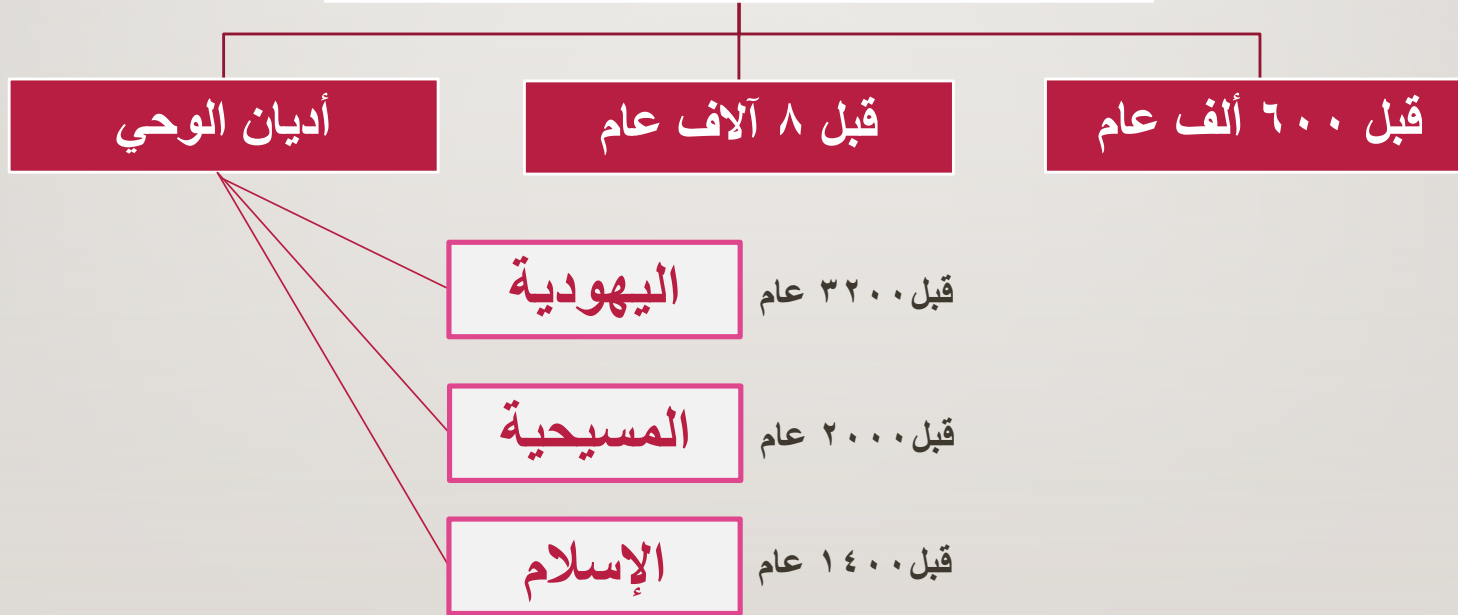 قبل ٦٠٠ ألف عام
قبل ٨ آلاف عام
أديان الوحي
قبل٣٢٠٠ عام
اليهودية
قبل٢٠٠٠ عام
المسيحية
قبل١٤٠٠ عام
الإسلام